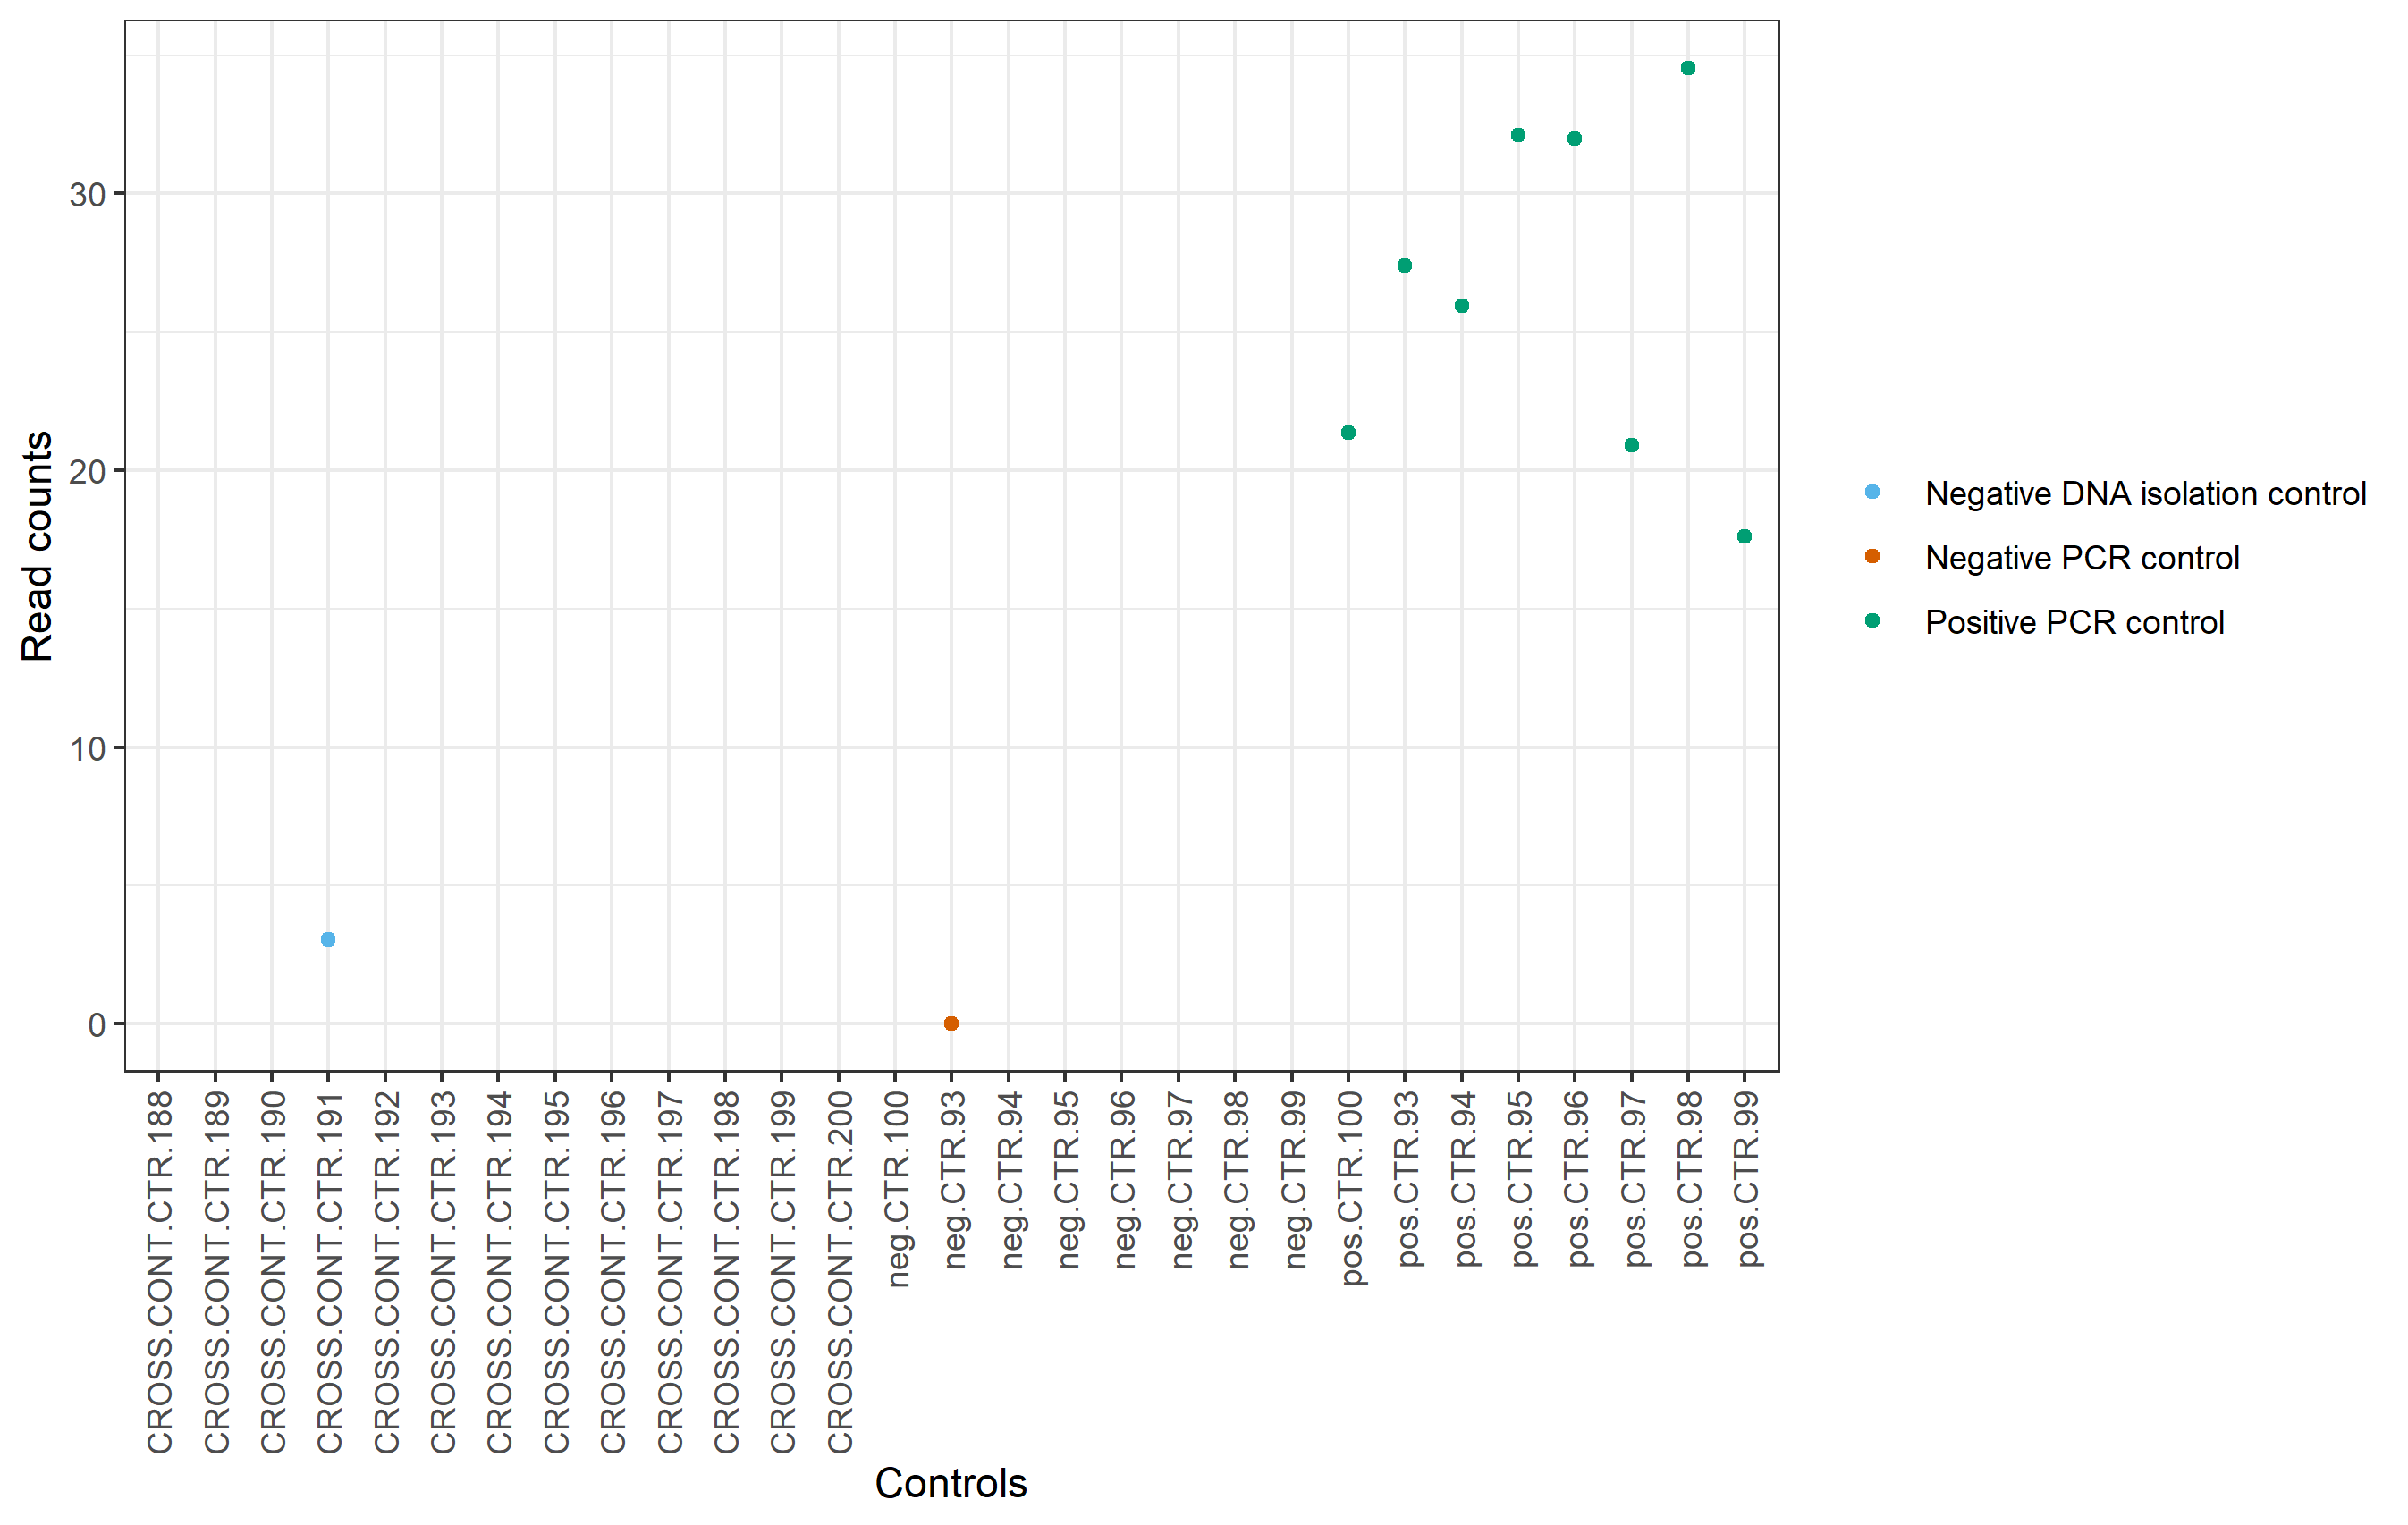 Read counts
30
20
10
0
CROSS.CONT.CTR.188
CROSS.CONT.CTR.189
CROSS.CONT.CTR.190
CROSS.CONT.CTR.191
CROSS.CONT.CTR.192
CROSS.CONT.CTR.193
CROSS.CONT.CTR.194
CROSS.CONT.CTR.195
CROSS.CONT.CTR.196
CROSS.CONT.CTR.197
CROSS.CONT.CTR.198
CROSS.CONT.CTR.199
CROSS.CONT.CTR.200
neg.CTR.100
neg.CTR.93
neg.CTR.94
neg.CTR.95
neg.CTR.96
neg.CTR.97
neg.CTR.98
neg.CTR.99
pos.CTR.100
pos.CTR.93
pos.CTR.94
pos.CTR.95
pos.CTR.96
pos.CTR.97
pos.CTR.98
pos.CTR.99
Controls
Negative DNA isolation control
Negative PCR control
Positive PCR control